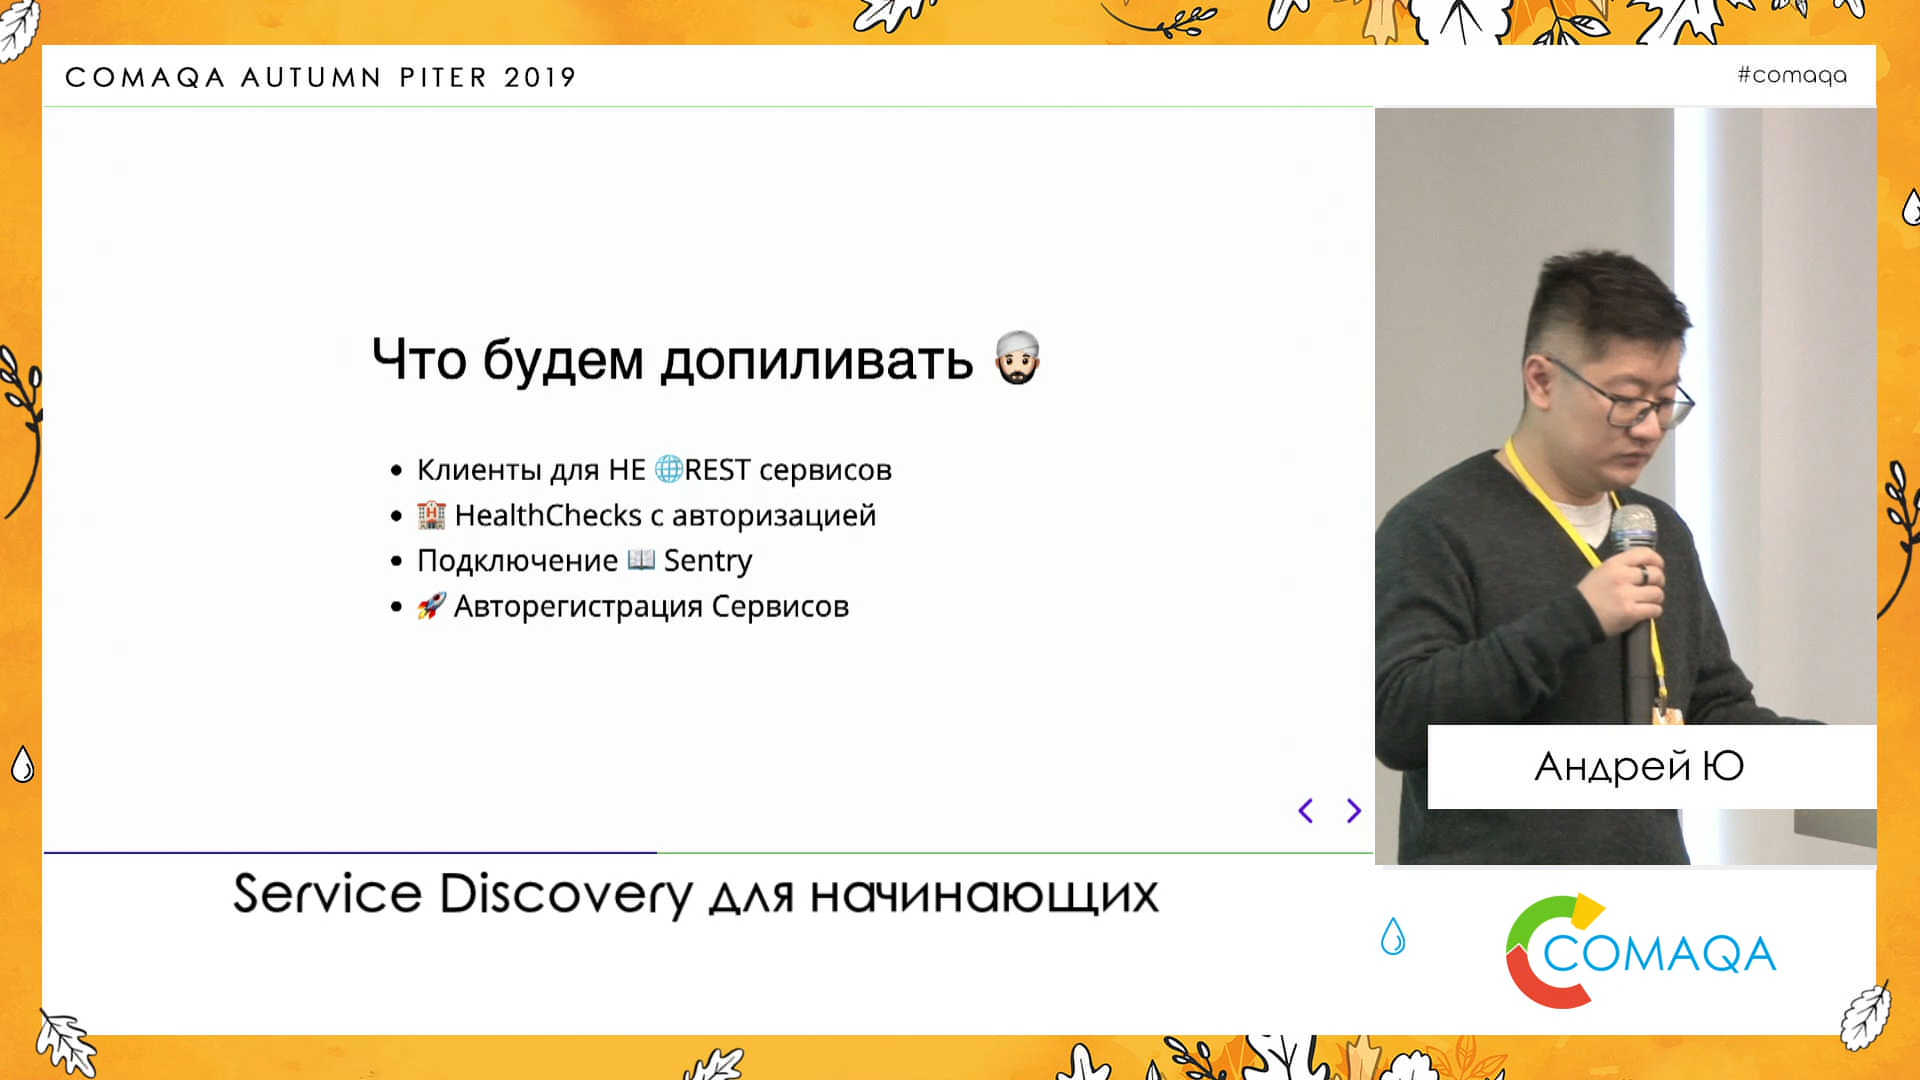 COMAQA AUTUMN PITER 2019
#comaqa
Что будем допиливать
Клиенты для НЕ REST сервисов
HealthChecks с авторизацией
Подключение Sentry
Авторегистрация Сервисов
Андрей Ю
Service Discovery для начинающих
COMAQA